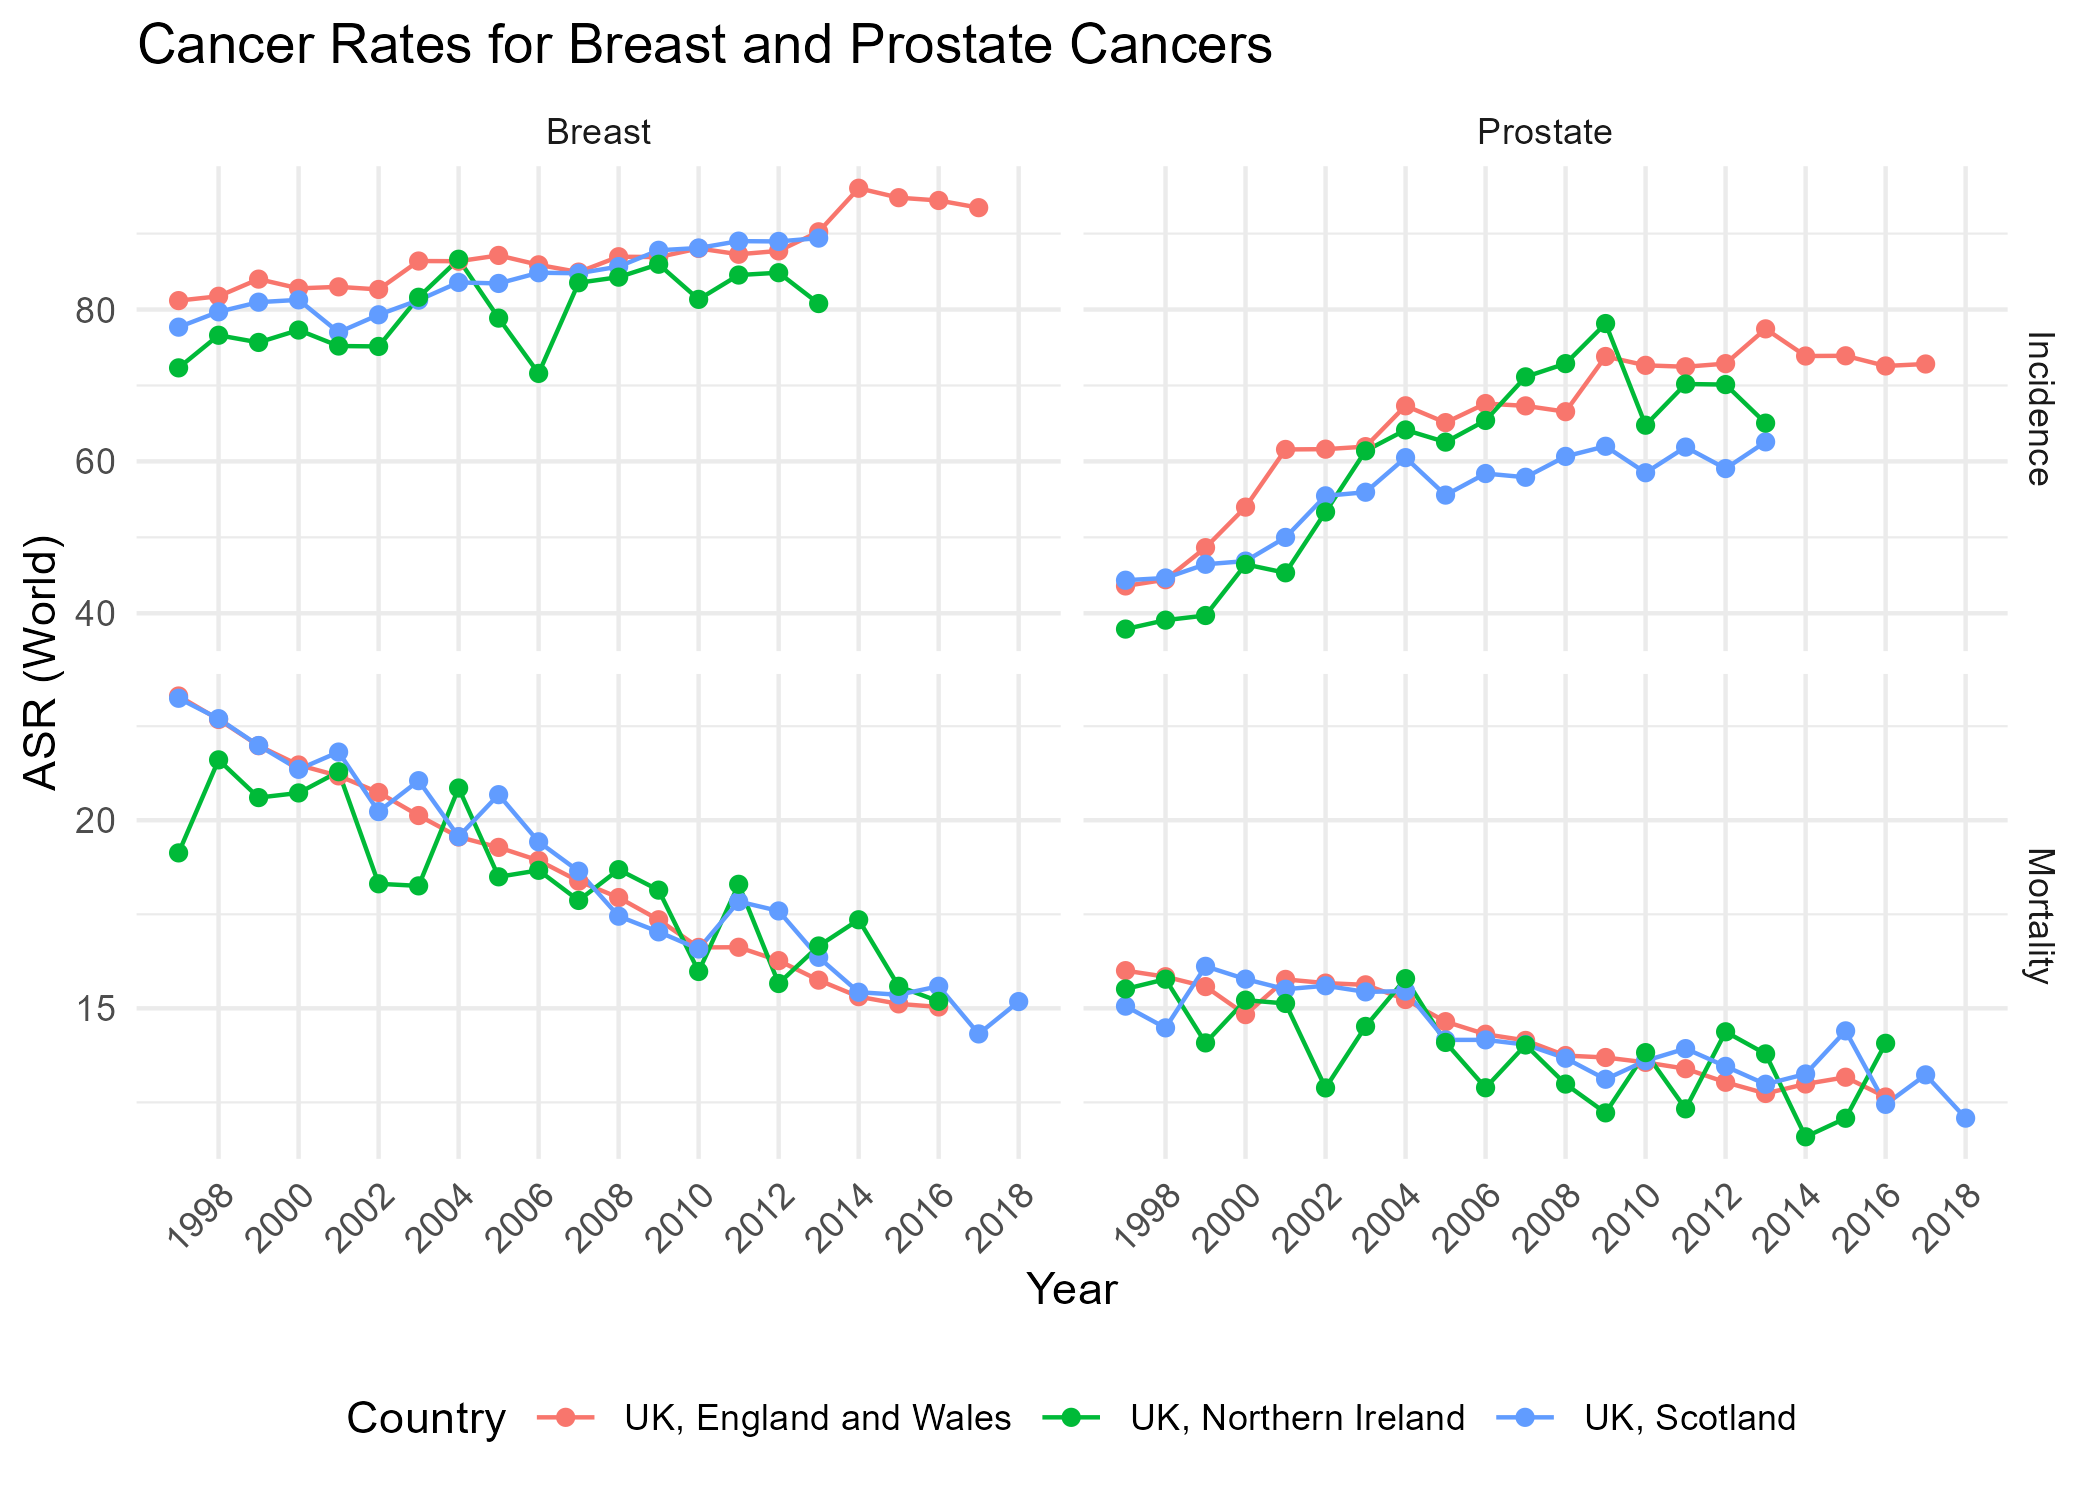 Cancer Rates for Breast and Prostate Cancers
Breast
Prostate
80
60
40
Incidence
ASR (World)
20
15
Mortality
1998
2000
2002
2004
2006
2008
2010
2012
2014
2016
2018
1998
2000
2002
2004
2006
2008
2010
2012
2014
2016
2018
Year
Country
UK, England and Wales
UK, Northern Ireland
UK, Scotland